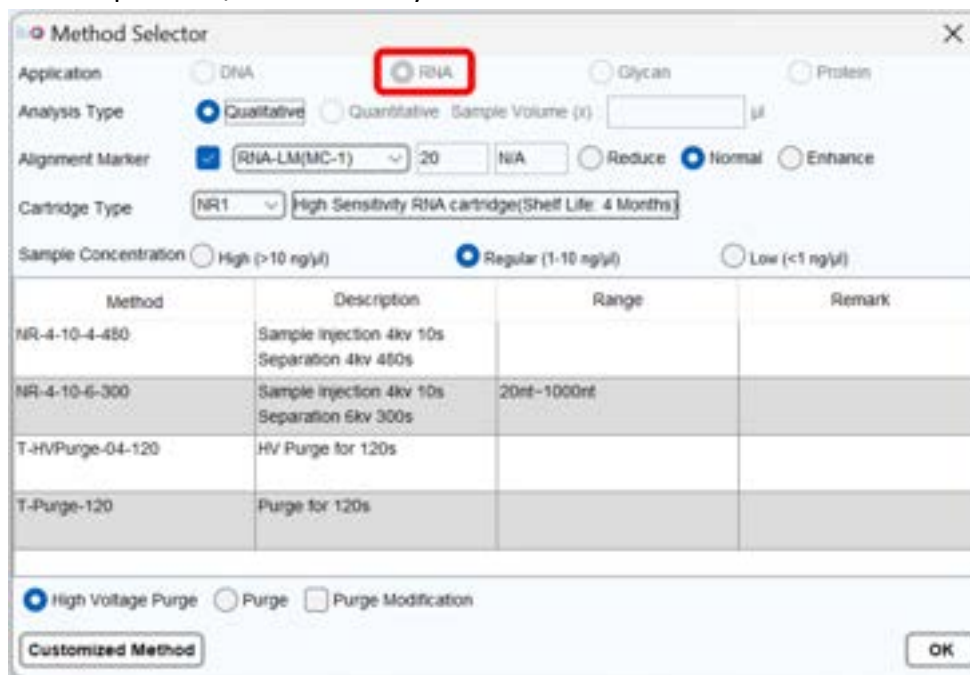 Method Selector
Application DNA RNA Glycan Protein
Analysis Type Qualitative Quantitative Sample Volume (x) µl
Alignment Marker RNA-LM(MC-1) 20 N/A Reduce Normal Enhance
Cartridge Type NR1 High Sensitivity RNA cartridge(Shelf Life: 4 Months)
Sample Concentration High (>10 ng/µl) Regular (1-10 ng/µl) Low (<1 ng/µl)
Method Description Range Remark
NR-4-10-4-480 Sample Injection 4kv 10s
Separation 4kv 480s
NR-4-10-6-300 Sample Injection 4kv 10s 20nt~1000nt
Separation 6kv 300s
T-HVPurge-04-120 HV Purge for 120s
T-Purge-120 Purge for 120s
High Voltage Purge Purge Purge Modification
Customized Method OK